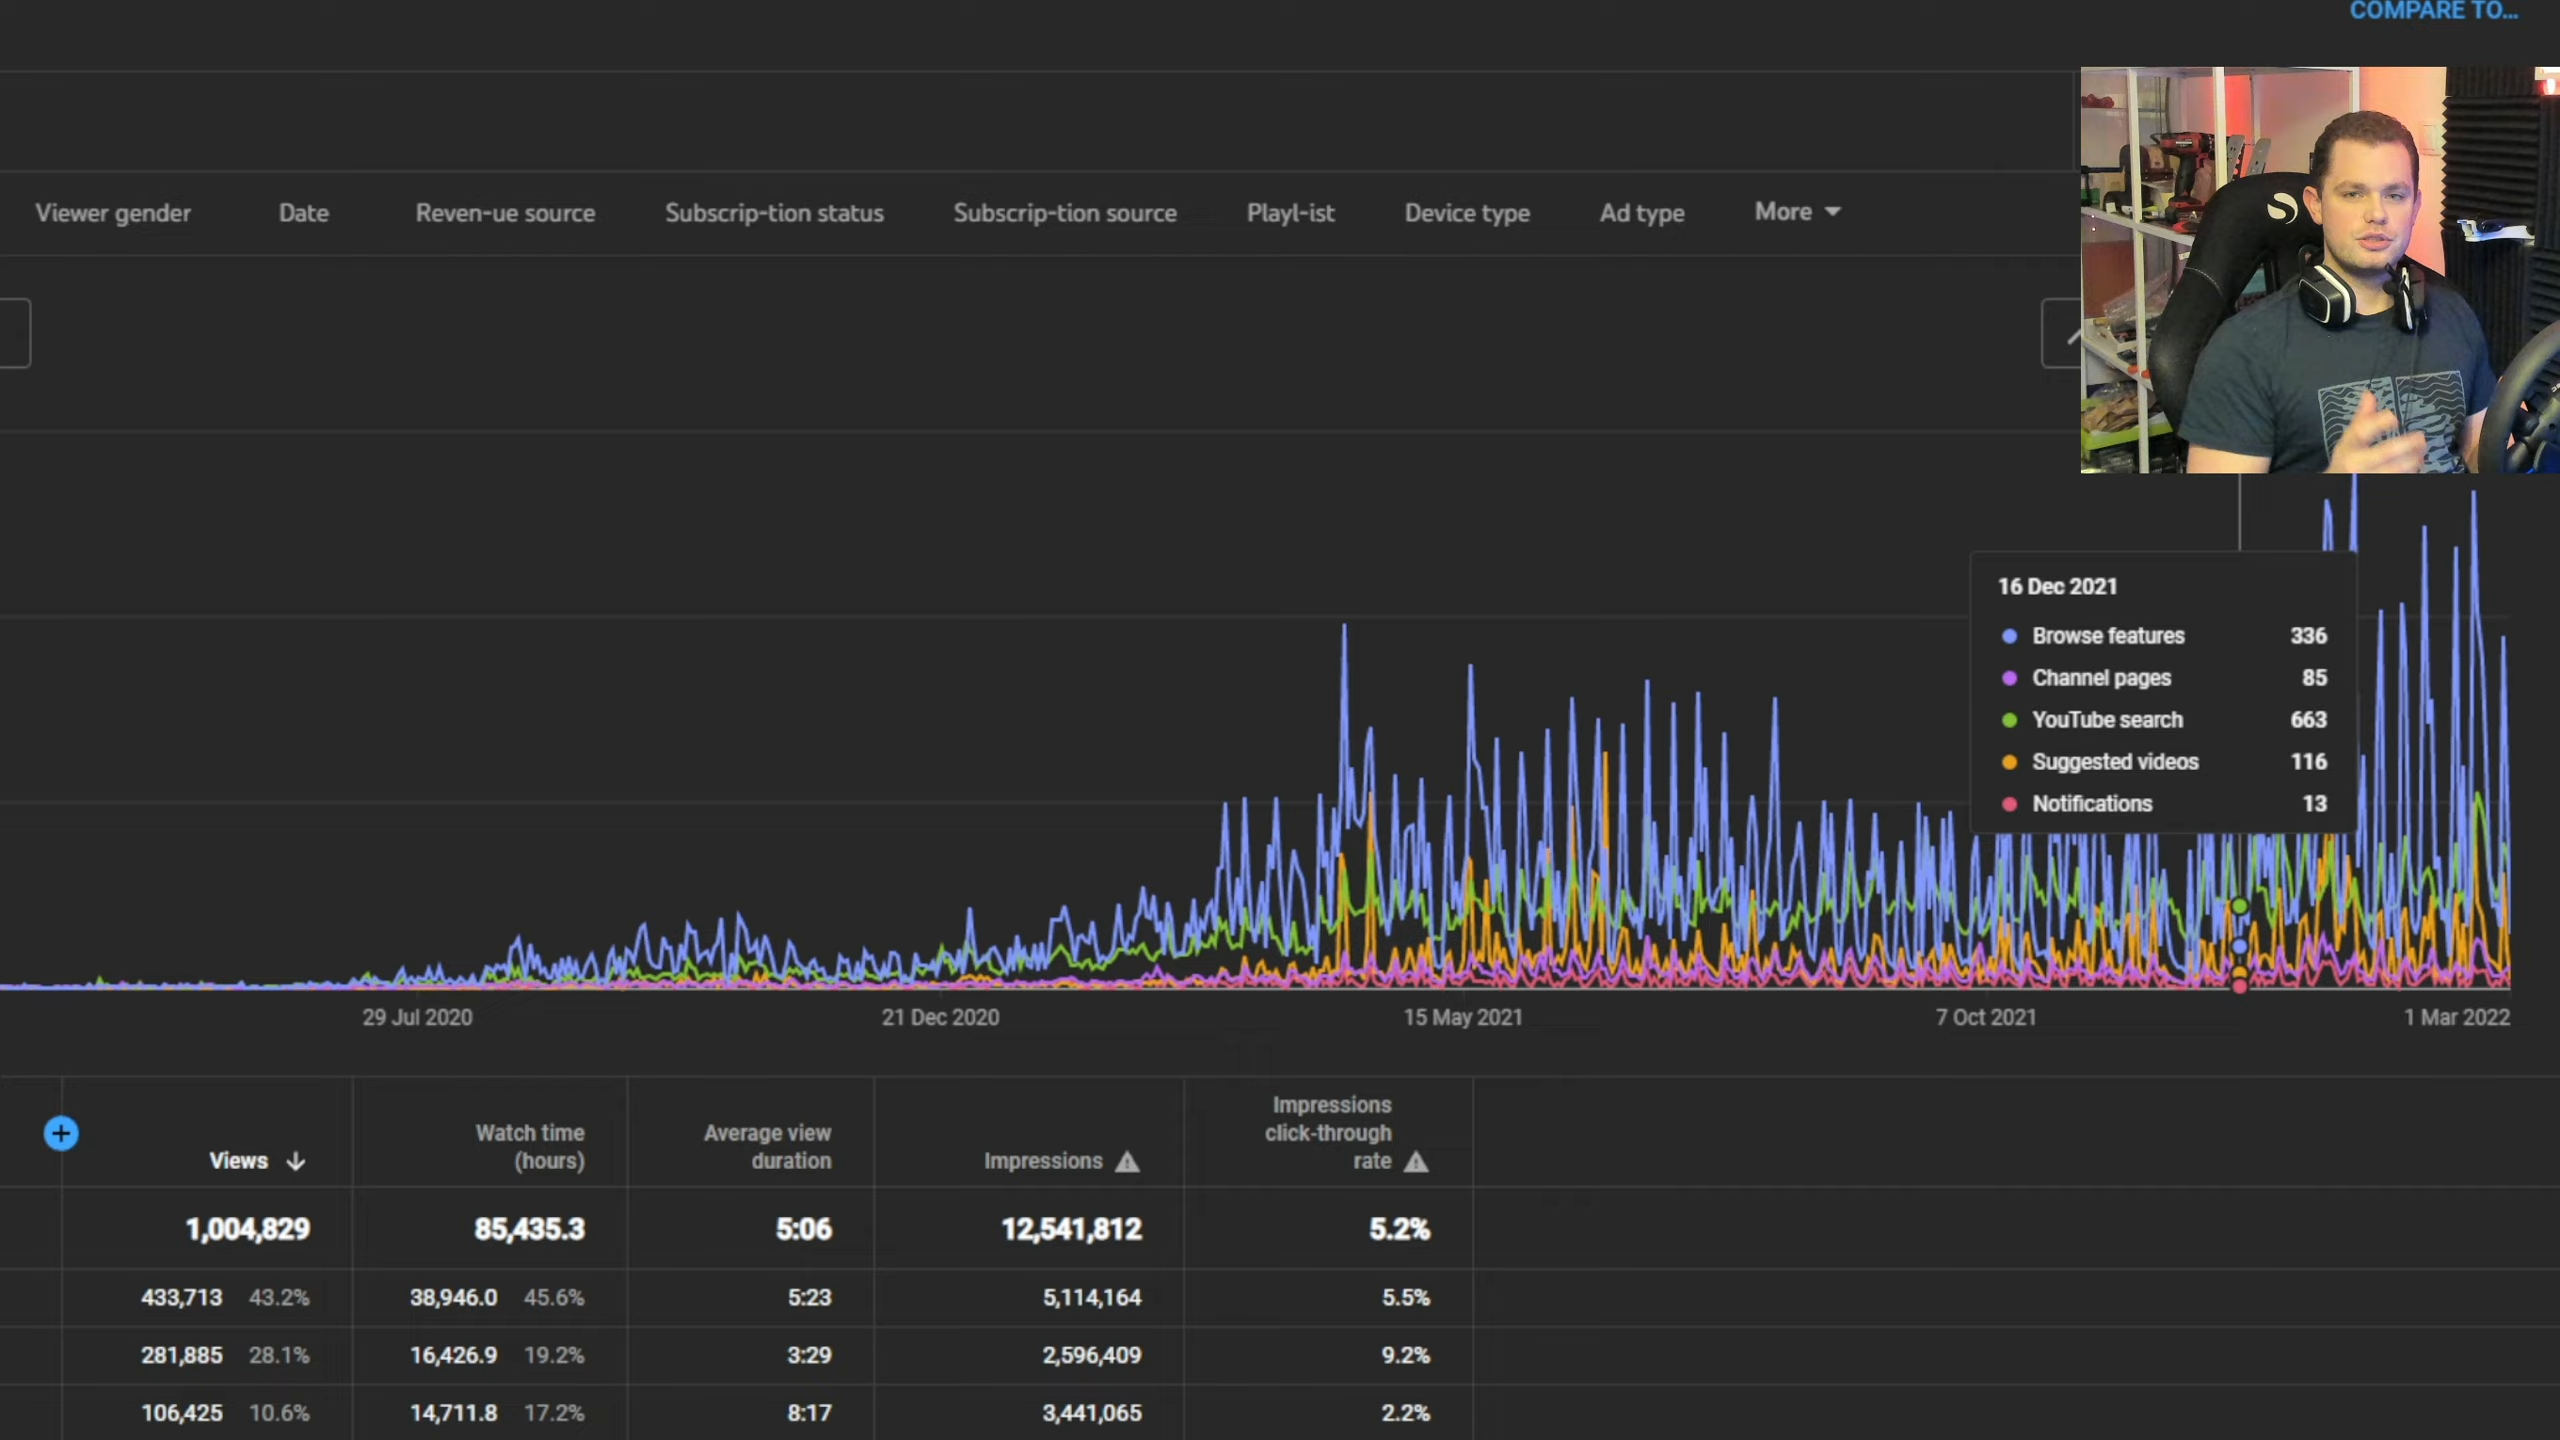 COMPARE TO...
Viewer gender Date Reven-ue source Subscrip-tion status Subscrip-tion source Playl-ist Device type Ad type More
16 Dec 2021
Browse features 336
Channel pages 85
YouTube search 663
Suggested videos 116
Notifications 13
29 Jul 2020 21 Dec 2020 15 May 2021 7 Oct 2021 1 Mar 2022
Views
Watch time
(hours)
Average view
duration
Impressions
Impressions
click-through
rate
1,004,829 85,435.3 5:06 12,541,812 5.2%
433,713 43.2% 38,946.0 45.6% 5:23 5,114,164 5.5%
281,885 28.1% 16,426.9 19.2% 3:29 2,596,409 9.2%
106,425 10.6% 14,711.8 17.2% 8:17 3,441,065 2.2%